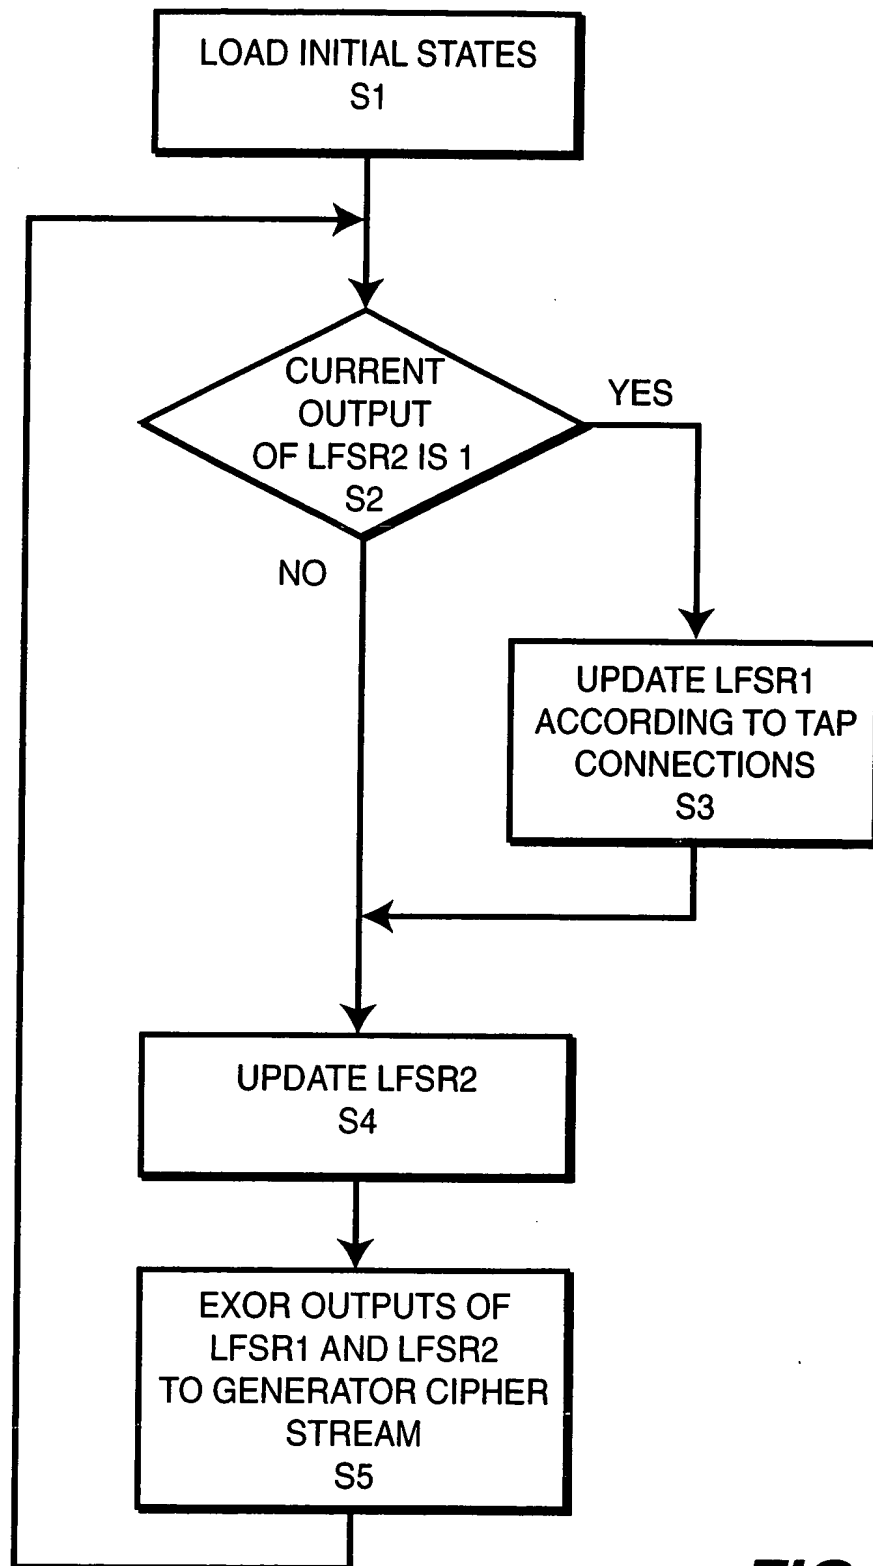 LOAD INITIAL STATES
S1
CURRENT
OUTPUT
OF LFSR2 IS 1
S2
YES
NO
UPDATE LFSR1
ACCORDING TO TAP
CONNECTIONS
S3
UPDATE LFSR2
S4
EXOR OUTPUTS OF
LFSR1 AND LFSR2
TO GENERATOR CIPHER
STREAM
S5